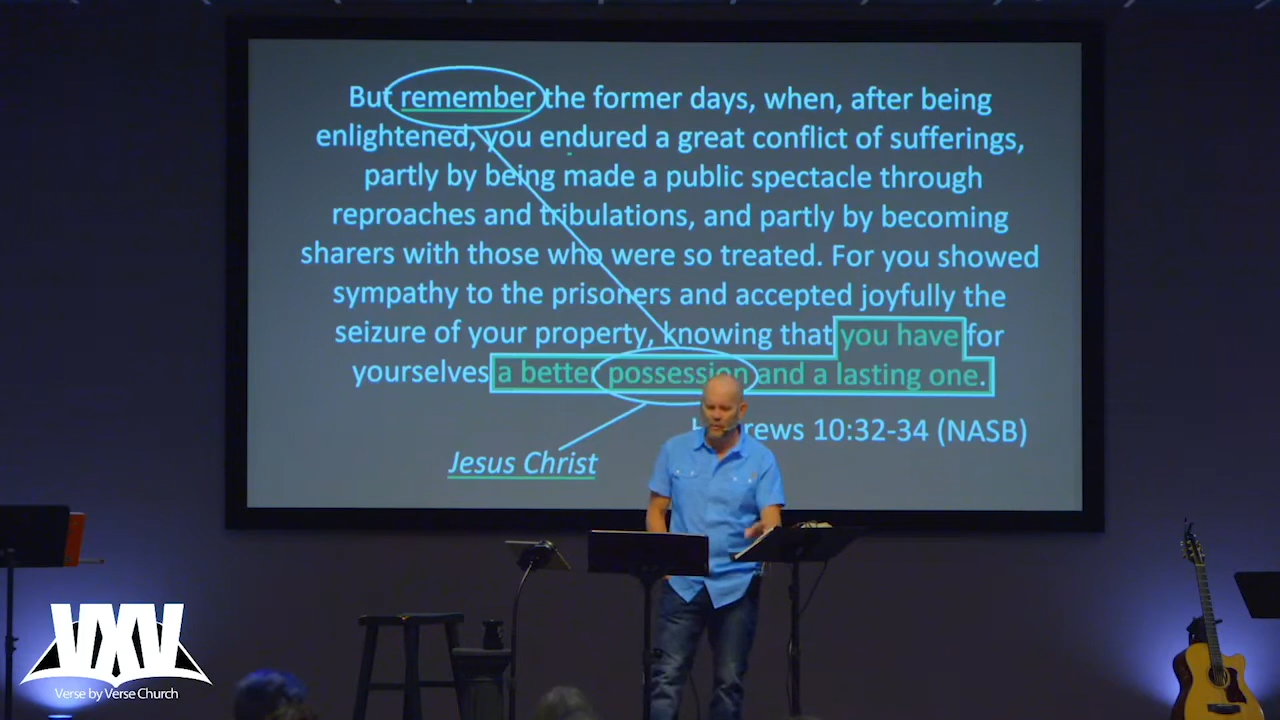 But remember the former days, when, after being
enlightened, you endured a great conflict of sufferings,
partly by being made a public spectacle through
reproaches and tribulations, and partly by becoming
sharers with those who were so treated. For you showed
sympathy to the prisoners and accepted joyfully the
seizure of your property, knowing that you have for
yourselves a better possession and a lasting one.
10:32-34 (NASB)
Jesus Christ
VXV
Verse by Verse Church